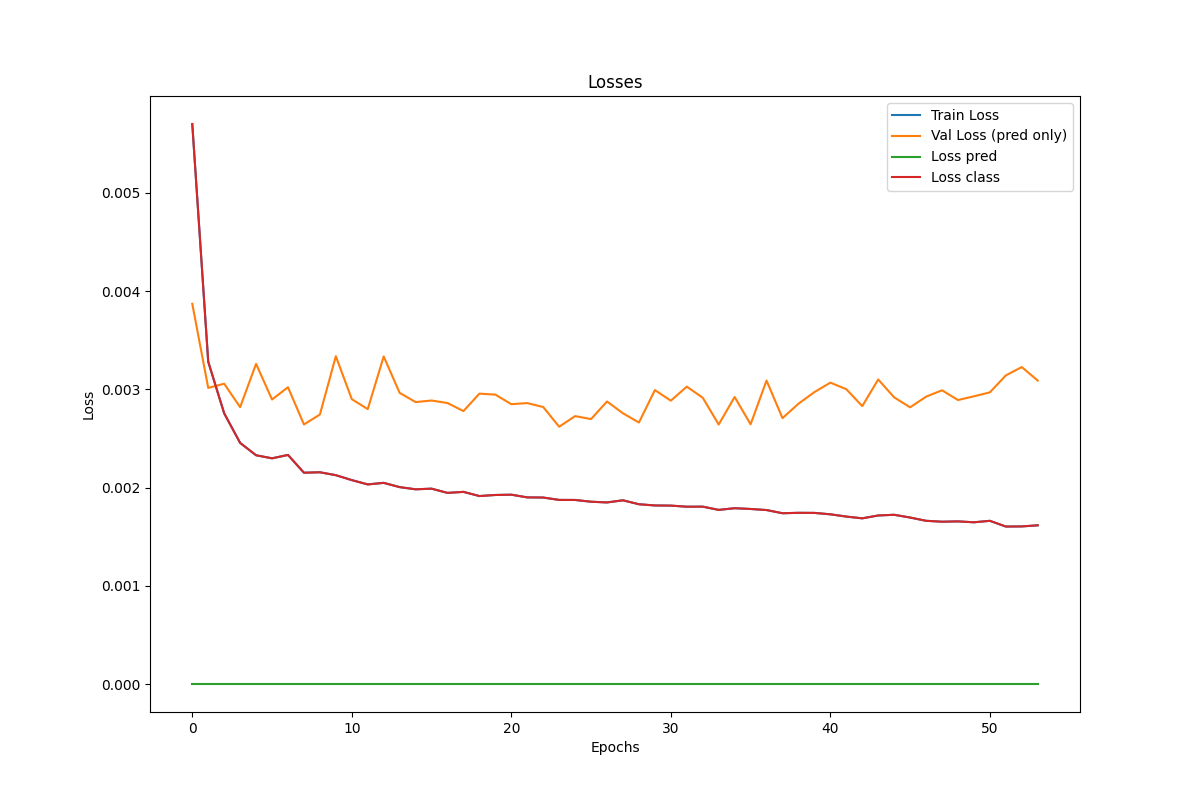 Losses
Train Loss
Val Loss (pred only)
Loss pred
Loss class
Loss
0.005
0.004
0.003
0.002
0.001
0.000
0
10
20
30
40
50
Epochs